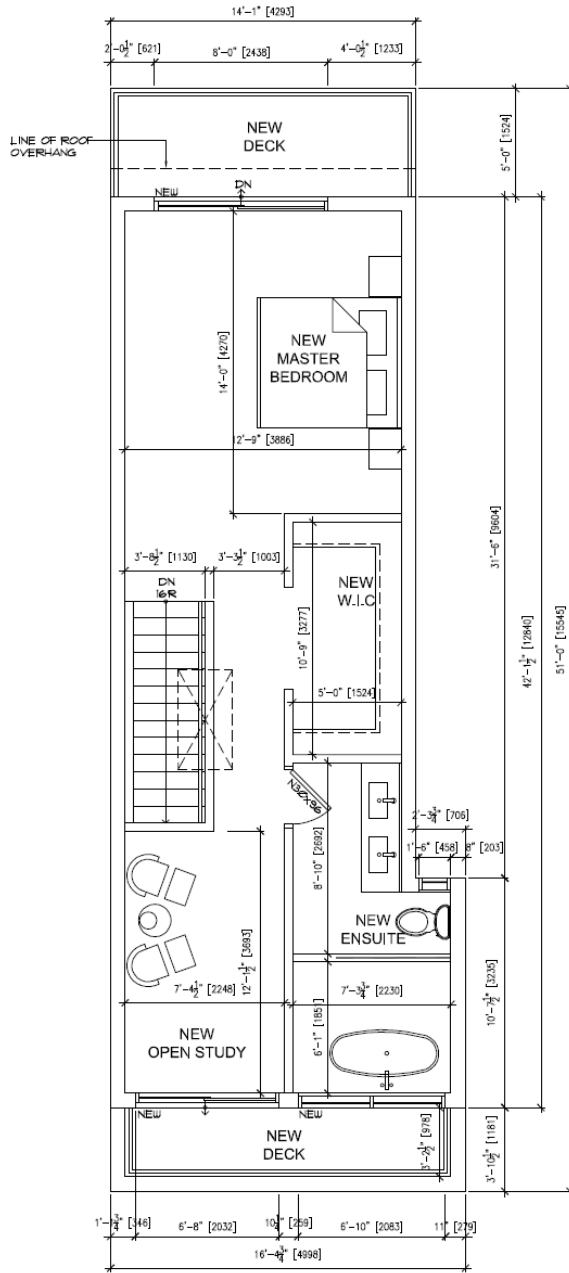 14'-1" [4293]
2'-0½" [621]
8'-0" [2438]
4'-0½" [1233]
NEW
DECK
LINE OF ROOF
OVERHANG
5'-0" [1524]
NEW
DN
NEW
MASTER
BEDROOM
14'-0" [4270]
12'-9" [3886]
31'-6" [9604]
42'-1½" [12840]
51'-0" [15545]
3'-8½" [1130]
3'-3½" [1003]
DN
16R
NEW
W.I.C
10'-9" [3277]
5'-0" [1524]
N30x96
2'-3¾" [706]
1'-6" [458]
8" [203]
8'-10" [2692]
NEW
ENSUITE
12'-1½" [3693]
7'-4½" [2248]
7'-3¾" [2230]
10'-7½" [3235]
6'-1" [1851]
NEW
OPEN STUDY
NEW
NEW
NEW
DECK
3'-2½" [978]
3'-10½" [1181]
1'-1¾" [346]
6'-8" [2032]
10¼" [259]
6'-10" [2083]
11" [279]
16'-4¾" [4998]